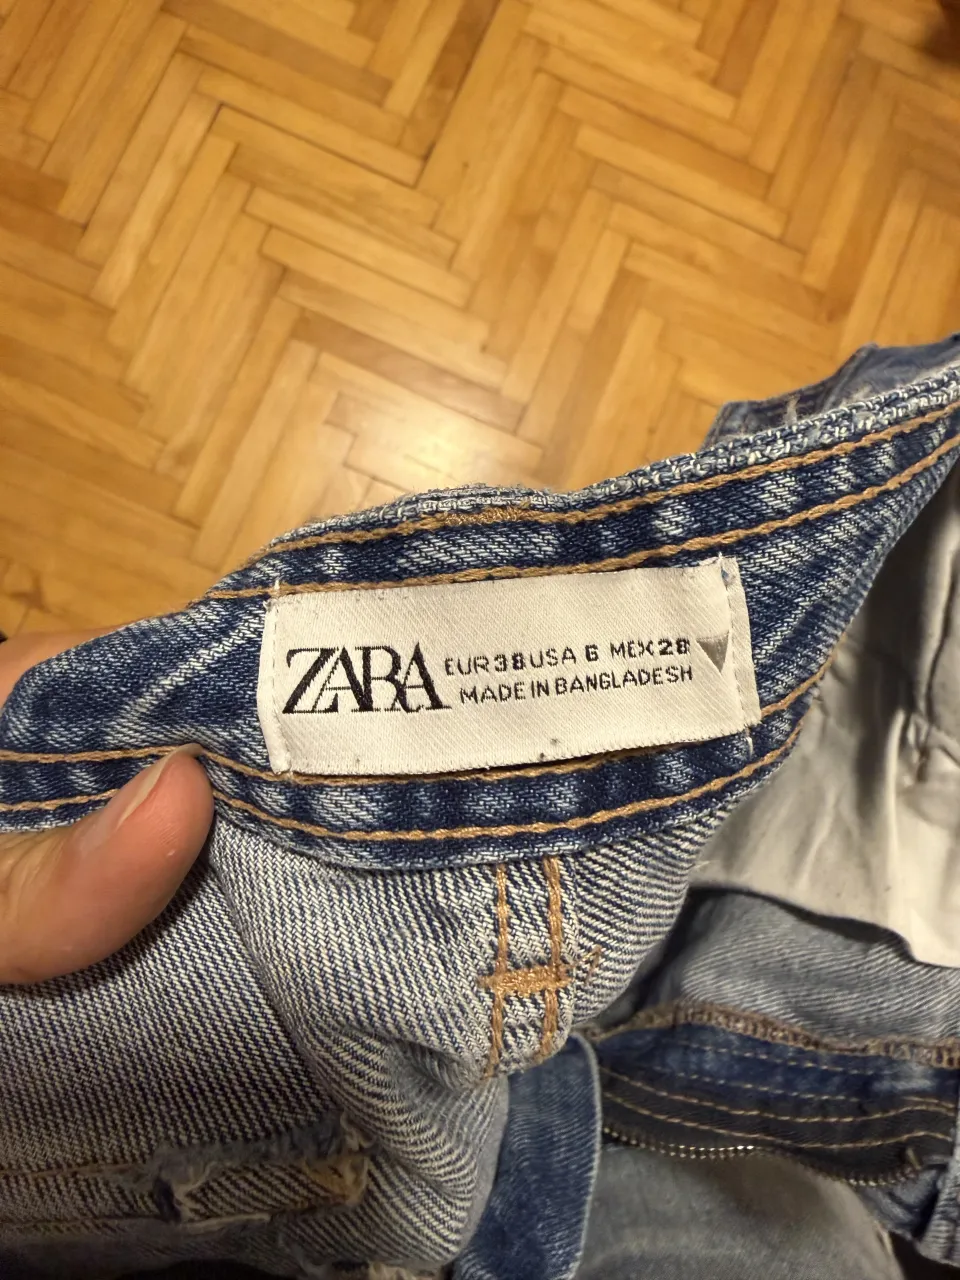 ZARA
EUR 38 USA 6 MEX 28
MADE IN BANGLADESH